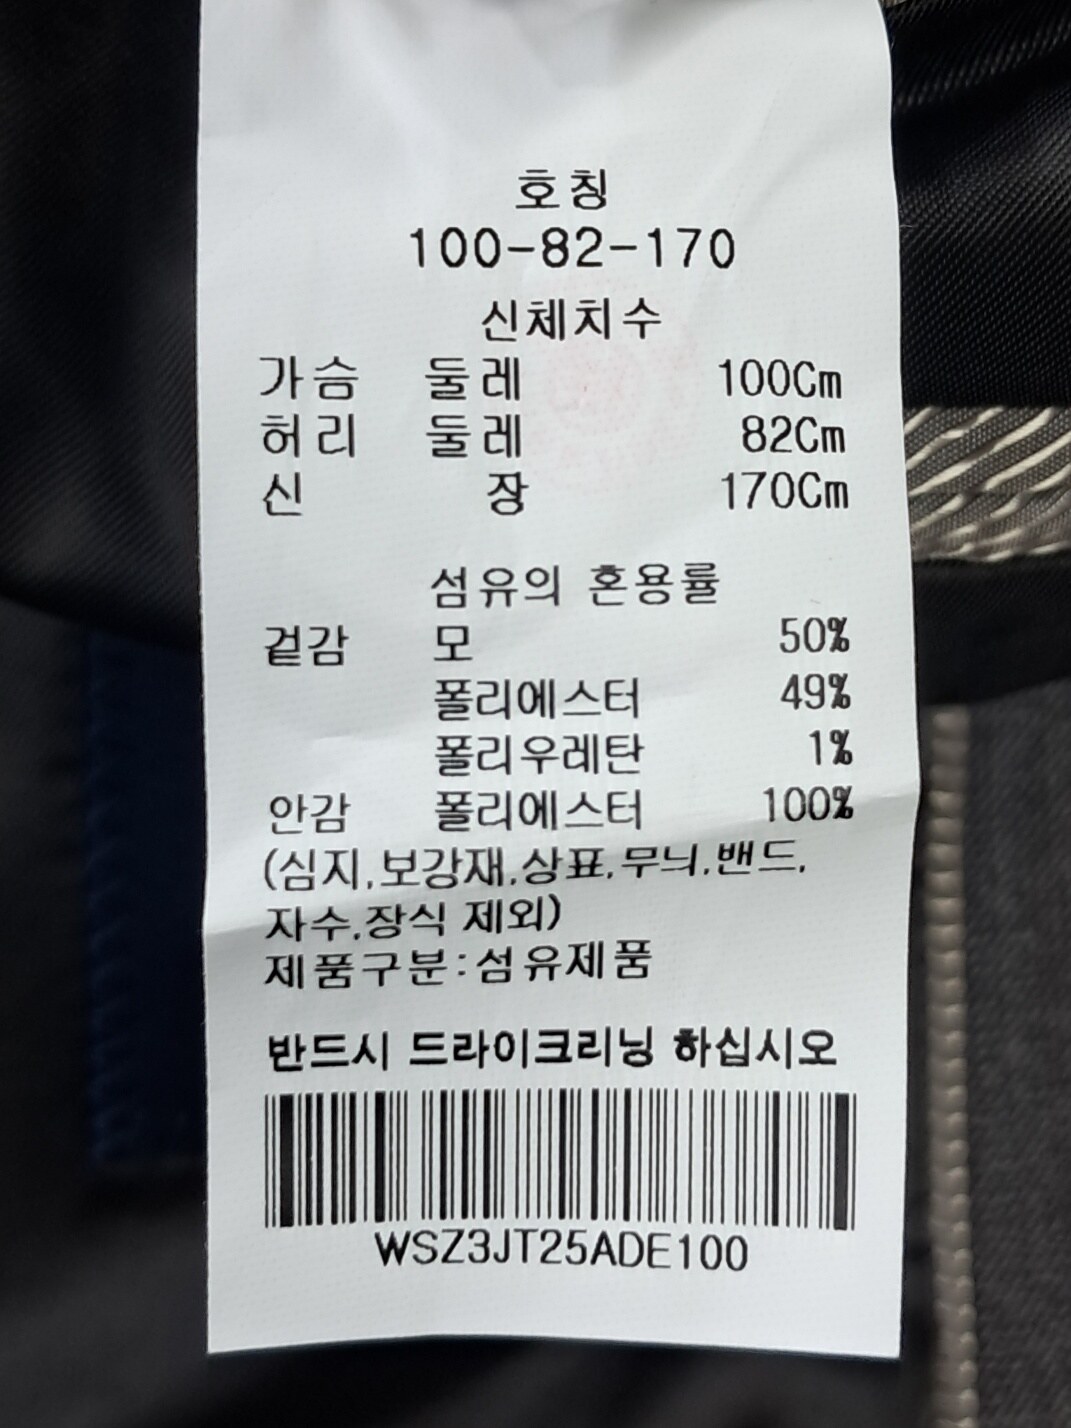 호칭
100-82-170
신체치수
가슴 둘레 100Cm
허리 둘레 82Cm
신 장 170Cm
섬유의 혼용률
겉감 모 50%
폴리에스터 49%
폴리우레탄 1%
안감 폴리에스터 100%
(심지,보강재,상표,무늬,밴드,
자수,장식 제외)
제품구분:섬유제품
반드시 드라이크리닝 하십시오
WSZ3JT25ADE100